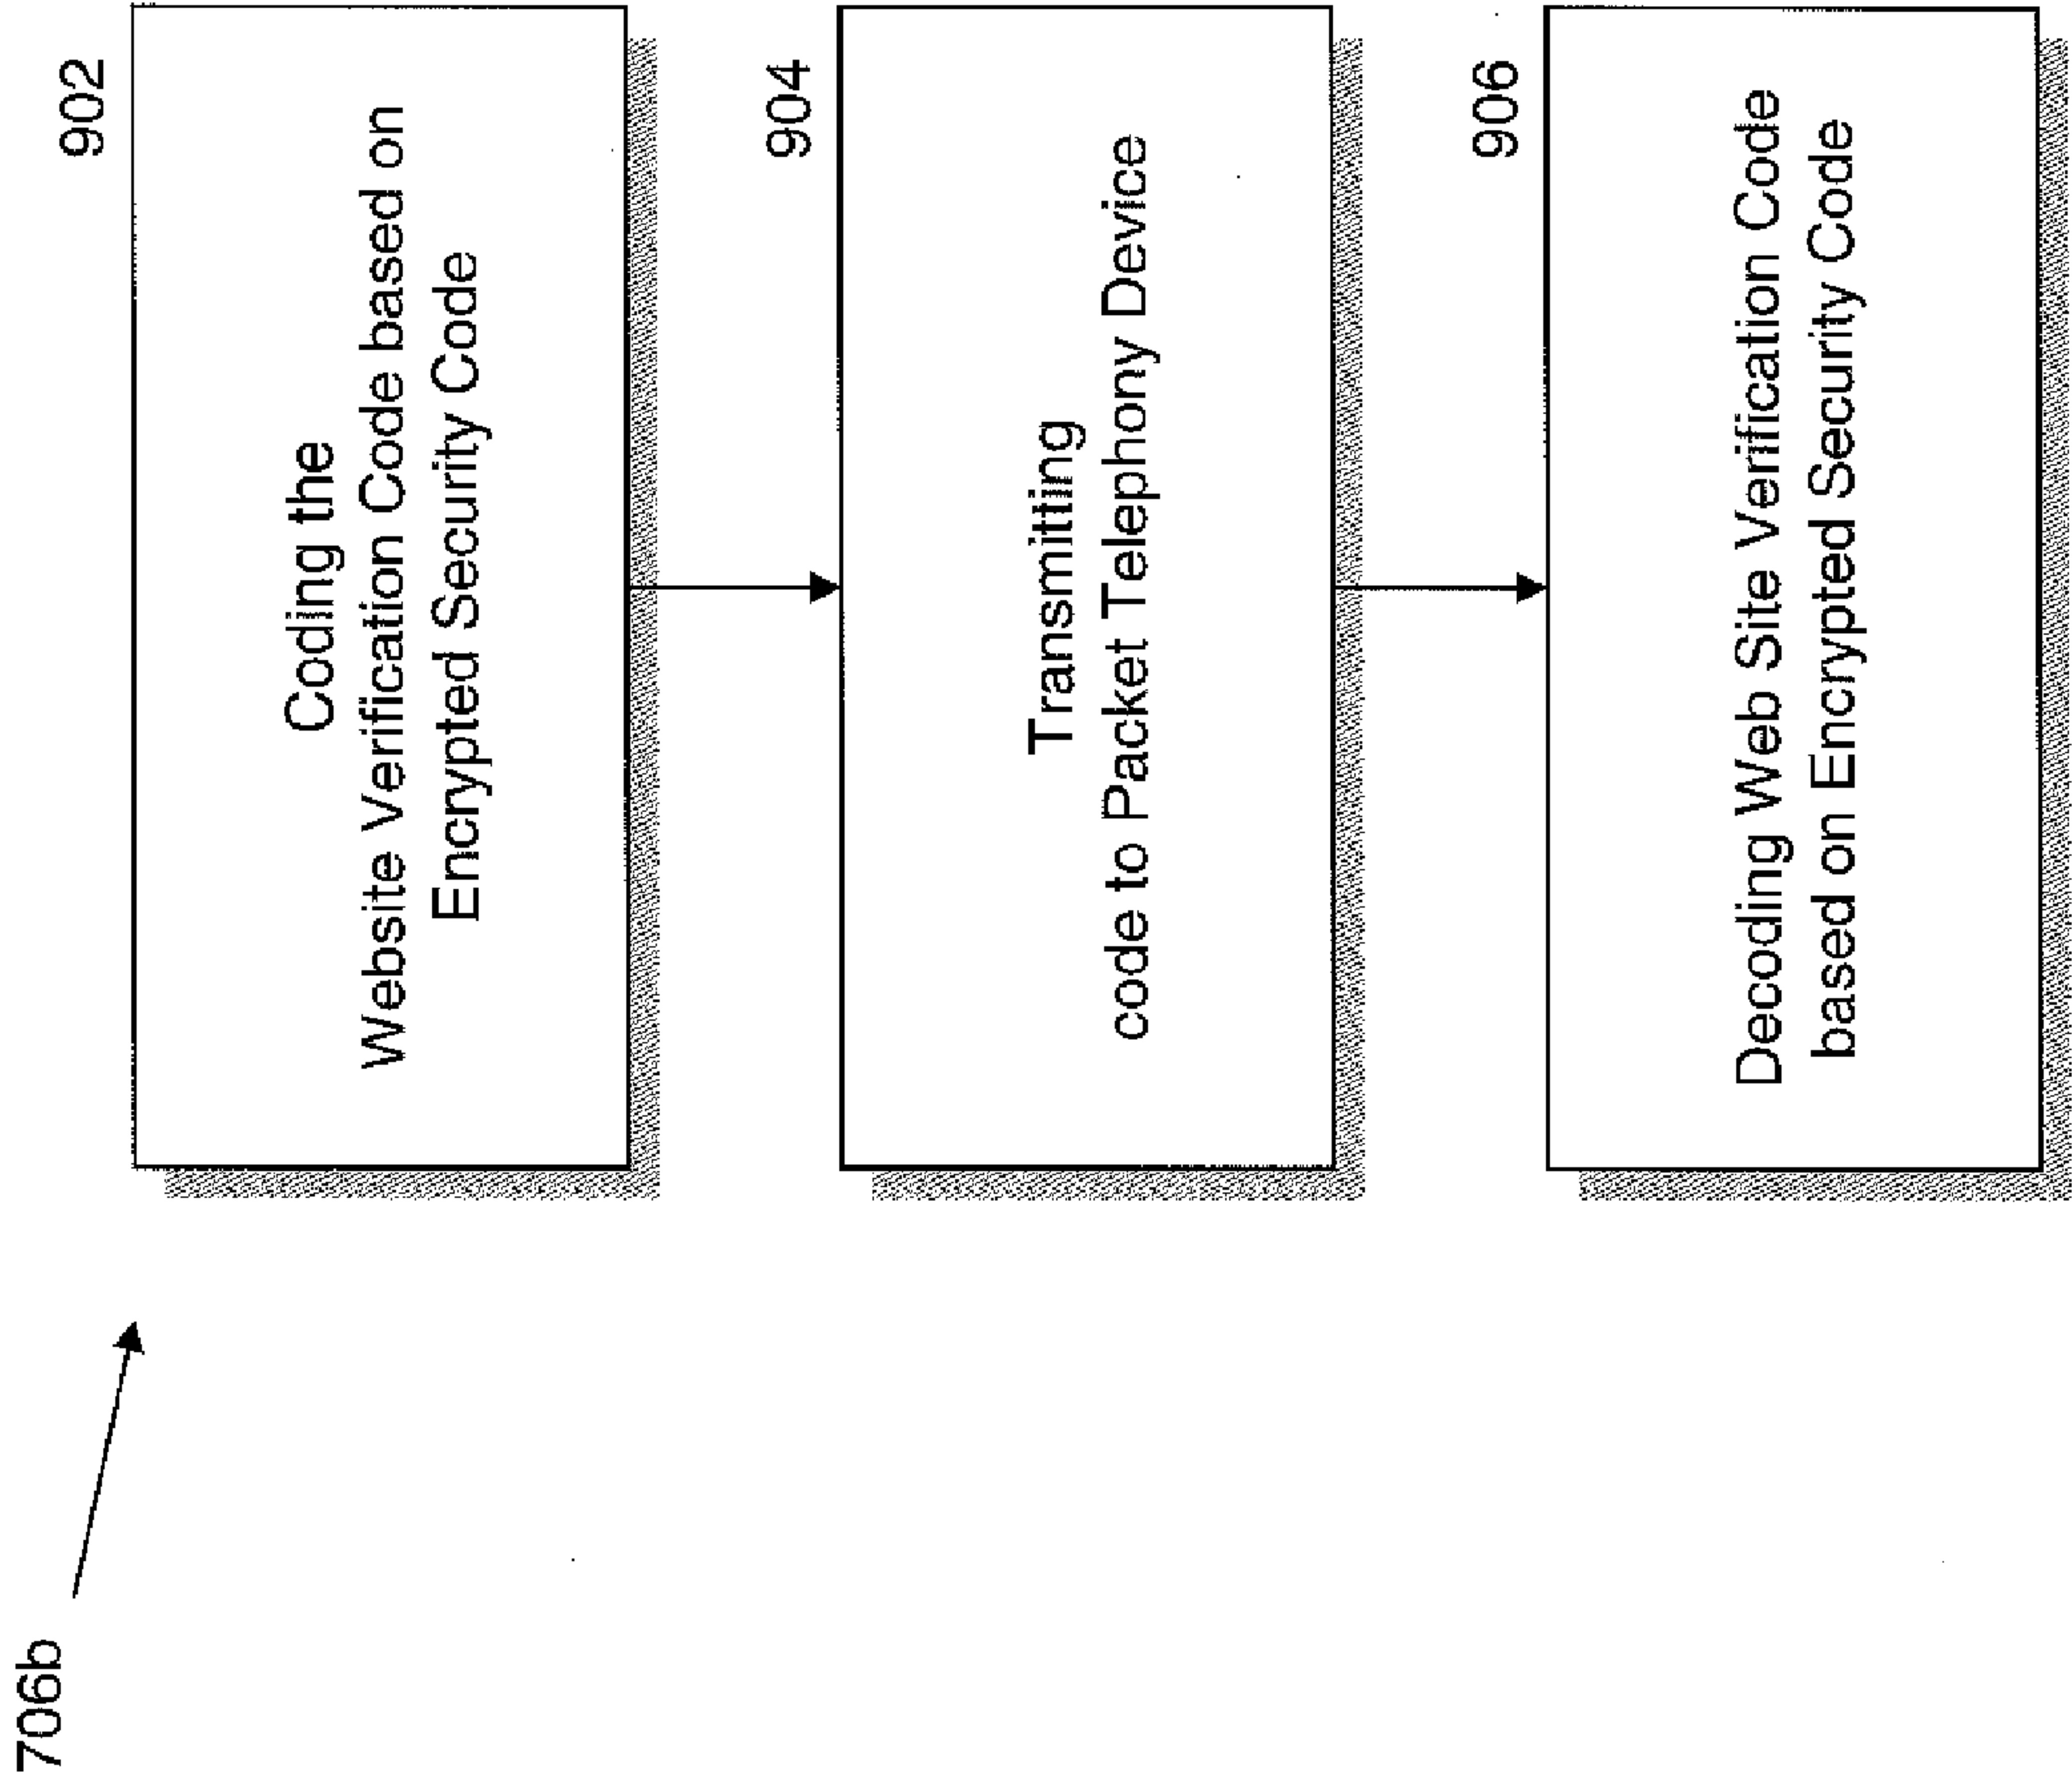 706b
902
Coding the
Website Verification Code based on
Encrypted Security Code
904
Transmitting
code to Packet Telephony Device
906
Decoding Web Site Verification Code
based on Encrypted Security Code